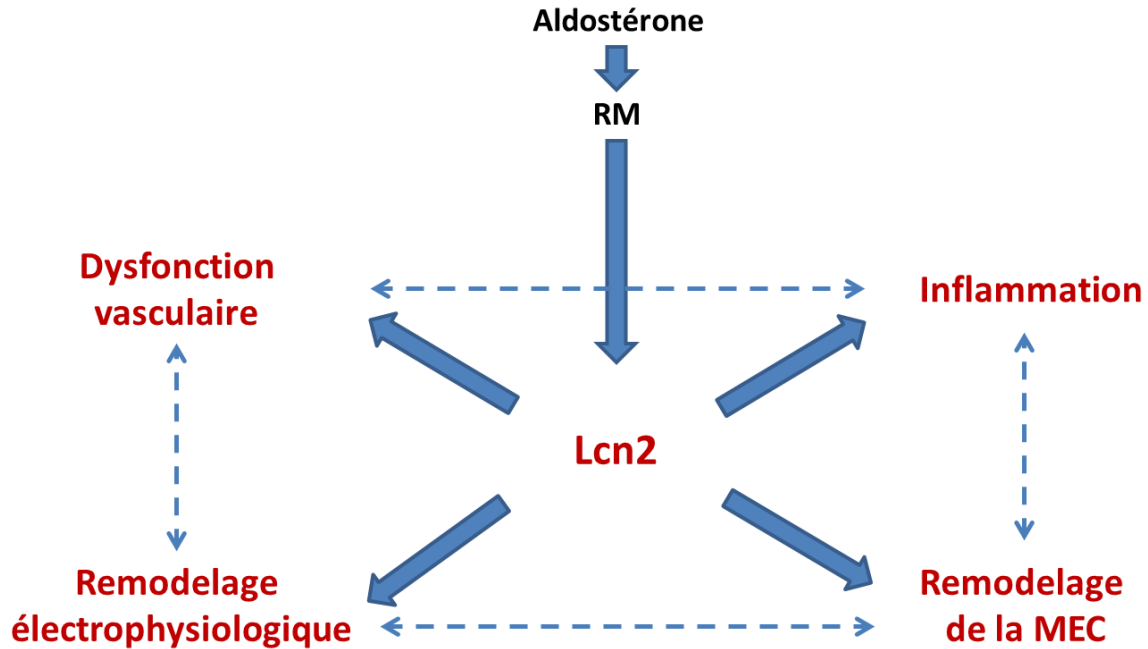 Aldostérone
RM
Dysfonction
vasculaire
Inflammation
Lcn2
Remodelage
électrophysiologique
Remodelage
de la MEC